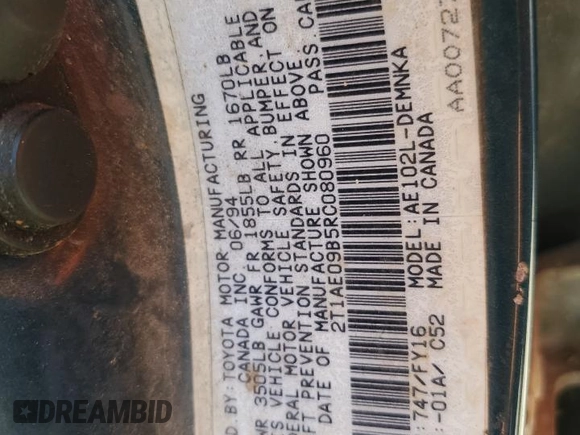 D BY: TOYOTA MOTOR MANUFACTURING
CANADA INC. 06/94
3505LB GAWR FR 1855LB RR 1670LB
VEHICLE CONFORMS TO ALL APPLICABLE
MOTOR VEHICLE SAFETY, BUMPER AND
FT PREVENTION STANDARDS IN EFFECT ON
DATE OF MANUFACTURE SHOWN ABOVE.
2T1AE09B5RC080960 PASS. CA
:747/FY16 MODEL:AE102L-DEMNKA
:-01A/ C52 MADE IN CANADA
AA0072
DREAMBID